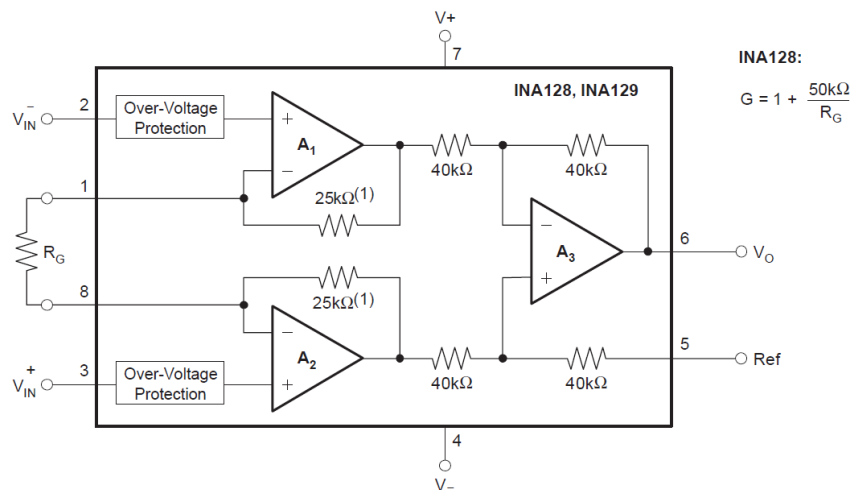 V+
7
INA128:
G = 1 + 50kΩ / R_G
INA128, INA129
2
V_IN^-
Over-Voltage
Protection
+
A_1
−
40kΩ
40kΩ
1
25kΩ(1)
R_G
−
A_3
+
6
V_O
8
25kΩ(1)
−
A_2
+
5
Ref
40kΩ
40kΩ
3
V_IN^+
Over-Voltage
Protection
4
V−